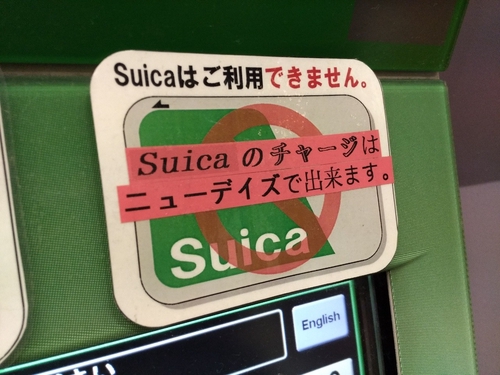 Suicaはご利用できません。
Suicaのチャージは
ニューデイズで出来ます。
Suica
English